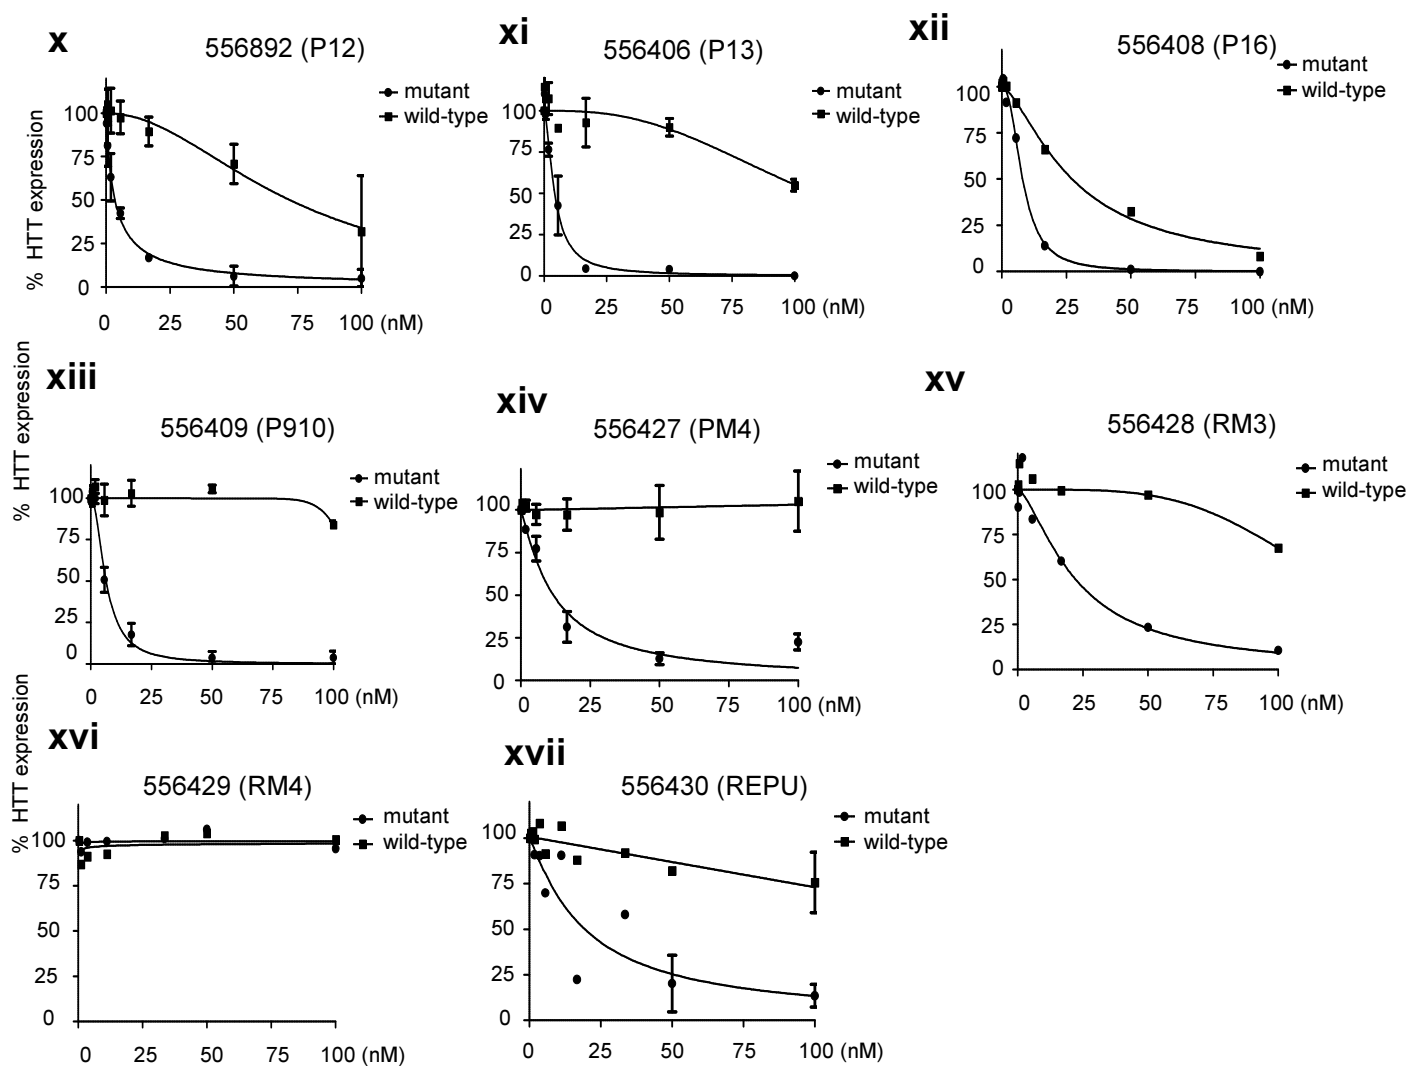 x
556892 (P12)
mutant
wild-type
% HTT expression
100
75
50
25
0
0 25 50 75 100 (nM)
xi
556406 (P13)
mutant
wild-type
100
75
50
25
0
0 25 50 75 100 (nM)
xii
556408 (P16)
mutant
wild-type
100
75
50
25
0
0 25 50 75 100 (nM)
xiii
556409 (P910)
mutant
wild-type
% HTT expression
100
75
50
25
0
0 25 50 75 100 (nM)
xiv
556427 (PM4)
mutant
wild-type
100
75
50
25
0
0 25 50 75 100 (nM)
xv
556428 (RM3)
mutant
wild-type
100
75
50
25
0
0 25 50 75 100 (nM)
xvi
556429 (RM4)
mutant
wild-type
% HTT expression
100
75
50
25
0
0 25 50 75 100 (nM)
xvii
556430 (REPU)
mutant
wild-type
100
75
50
25
0
0 25 50 75 100 (nM)